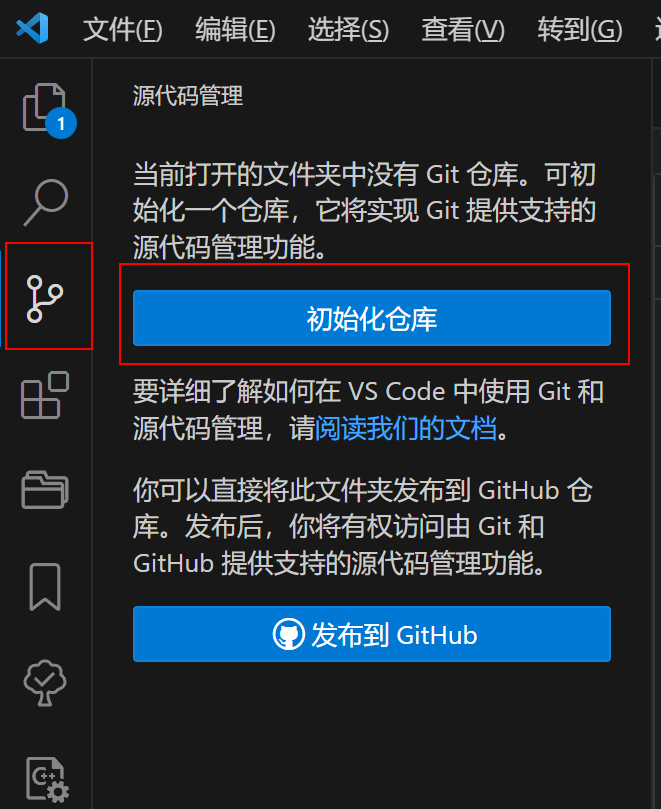 文件(F) 编辑(E) 选择(S) 查看(V) 转到(G)
源代码管理
1
当前打开的文件夹中没有 Git 仓库。可初
始化一个仓库，它将实现 Git 提供支持的
源代码管理功能。
初始化仓库
要详细了解如何在 VS Code 中使用 Git 和
源代码管理，请阅读我们的文档。
你可以直接将此文件夹发布到 GitHub 仓
库。发布后，你将有权访问由 Git 和
GitHub 提供支持的源代码管理功能。
发布到 GitHub
C++